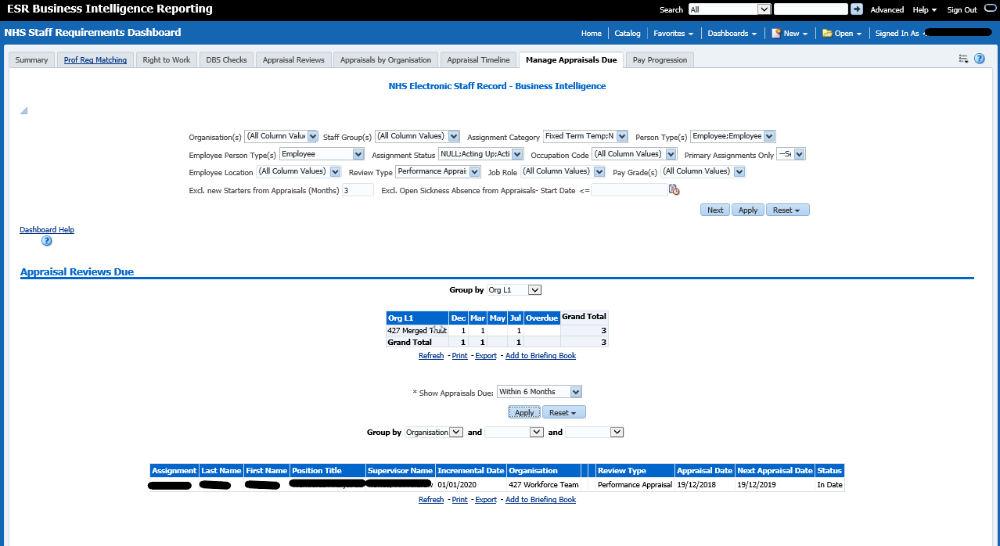 ESR Business Intelligence Reporting
Search All Advanced Help Sign Out
NHS Staff Requirements Dashboard
Home Catalog Favorites Dashboards New Open Signed In As
Summary Prof Reg Matching Right to Work DBS Checks Appraisal Reviews Appraisals by Organisation Appraisal Timeline Manage Appraisals Due Pay Progression
NHS Electronic Staff Record - Business Intelligence
Organisation(s) (All Column Valu Staff Group(s) (All Column Values) Assignment Category Fixed Term Temp;N Person Type(s) Employee;Employee
Employee Person Type(s) Employee Assignment Status NULL;Acting Up;Acti Occupation Code (All Column Values) Primary Assignments Only --Se
Employee Location (All Column Values) Review Type Performance Apprai Job Role (All Column Values) Pay Grade(s) (All Column Values)
Excl. new Starters from Appraisals (Months) 3 Excl. Open Sickness Absence from Appraisals- Start Date <=
Next Apply Reset
Dashboard Help
Appraisal Reviews Due
Group by Org L1
Org L1 Dec Mar May Jul Overdue Grand Total
427 Merged Trust 1 1 1 3
Grand Total 1 1 1 3
Refresh - Print - Export - Add to Briefing Book
* Show Appraisals Due: Within 6 Months
Apply Reset
Group by Organisation and and
Assignment Last Name First Name Position Title Supervisor Name Incremental Date Organisation Review Type Appraisal Date Next Appraisal Date Status
01/01/2020 427 Workforce Team Performance Appraisal 19/12/2018 19/12/2019 In Date
Refresh - Print - Export - Add to Briefing Book